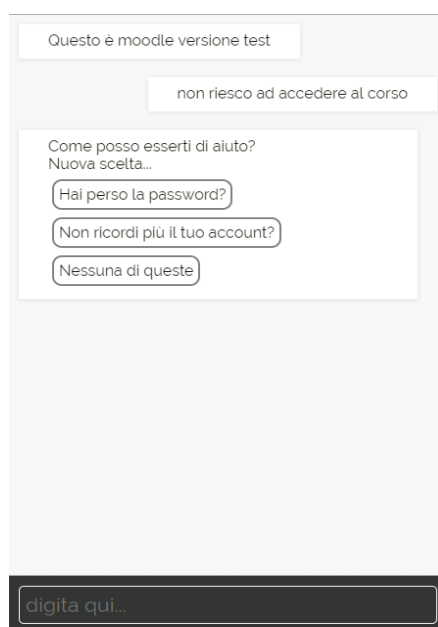 Questo è moodle versione test
non riesco ad accedere al corso
Come posso esserti di aiuto?
Nuova scelta...
Hai perso la password?
Non ricordi più il tuo account?
Nessuna di queste
digita qui...